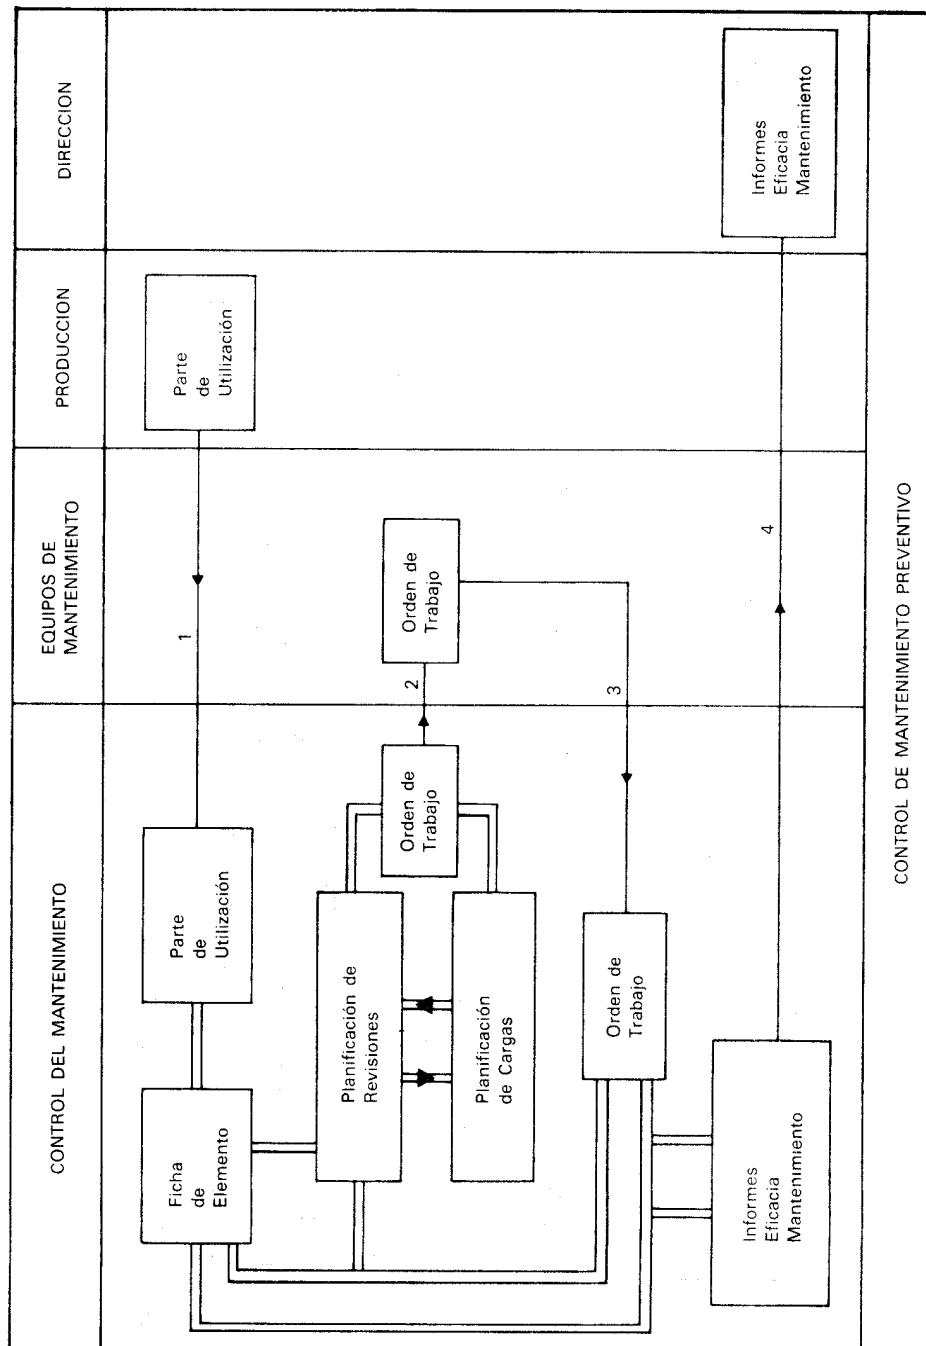 CONTROL DEL MANTENIMIENTO
EQUIPOS DE
MANTENIMIENTO
PRODUCCION
DIRECCION
Ficha
de
Elemento
Parte
de
Utilización
1
Parte
de
Utilización
Planificación de
Revisiones
Planificación
de Cargas
Orden de
Trabajo
2
Orden de
Trabajo
Orden de
Trabajo
3
Informes
Eficacia
Mantenimiento
4
Informes
Eficacia
Mantenimiento
CONTROL DE MANTENIMIENTO PREVENTIVO